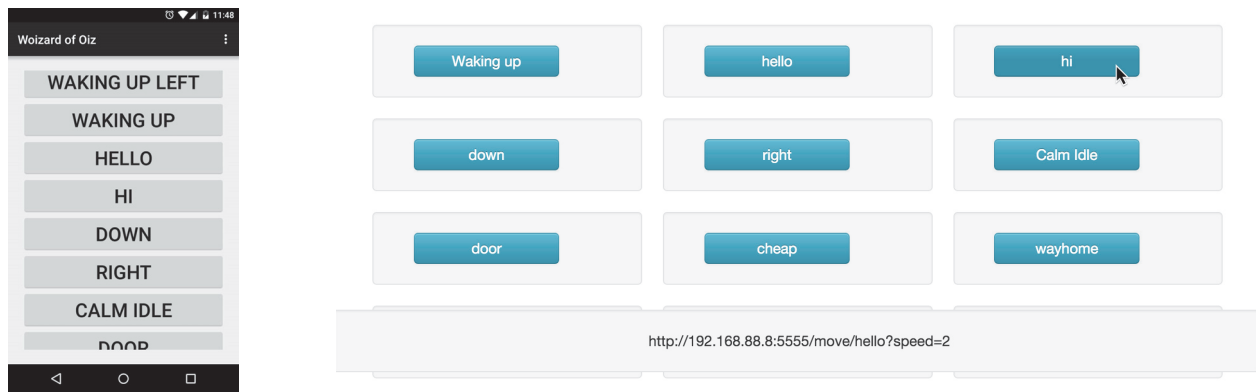 11:48
Woizard of Oiz
WAKING UP LEFT
WAKING UP
HELLO
HI
DOWN
RIGHT
CALM IDLE
DOOR
Waking up hello hi
down right Calm Idle
door cheap wayhome
http://192.168.88.8:5555/move/hello?speed=2